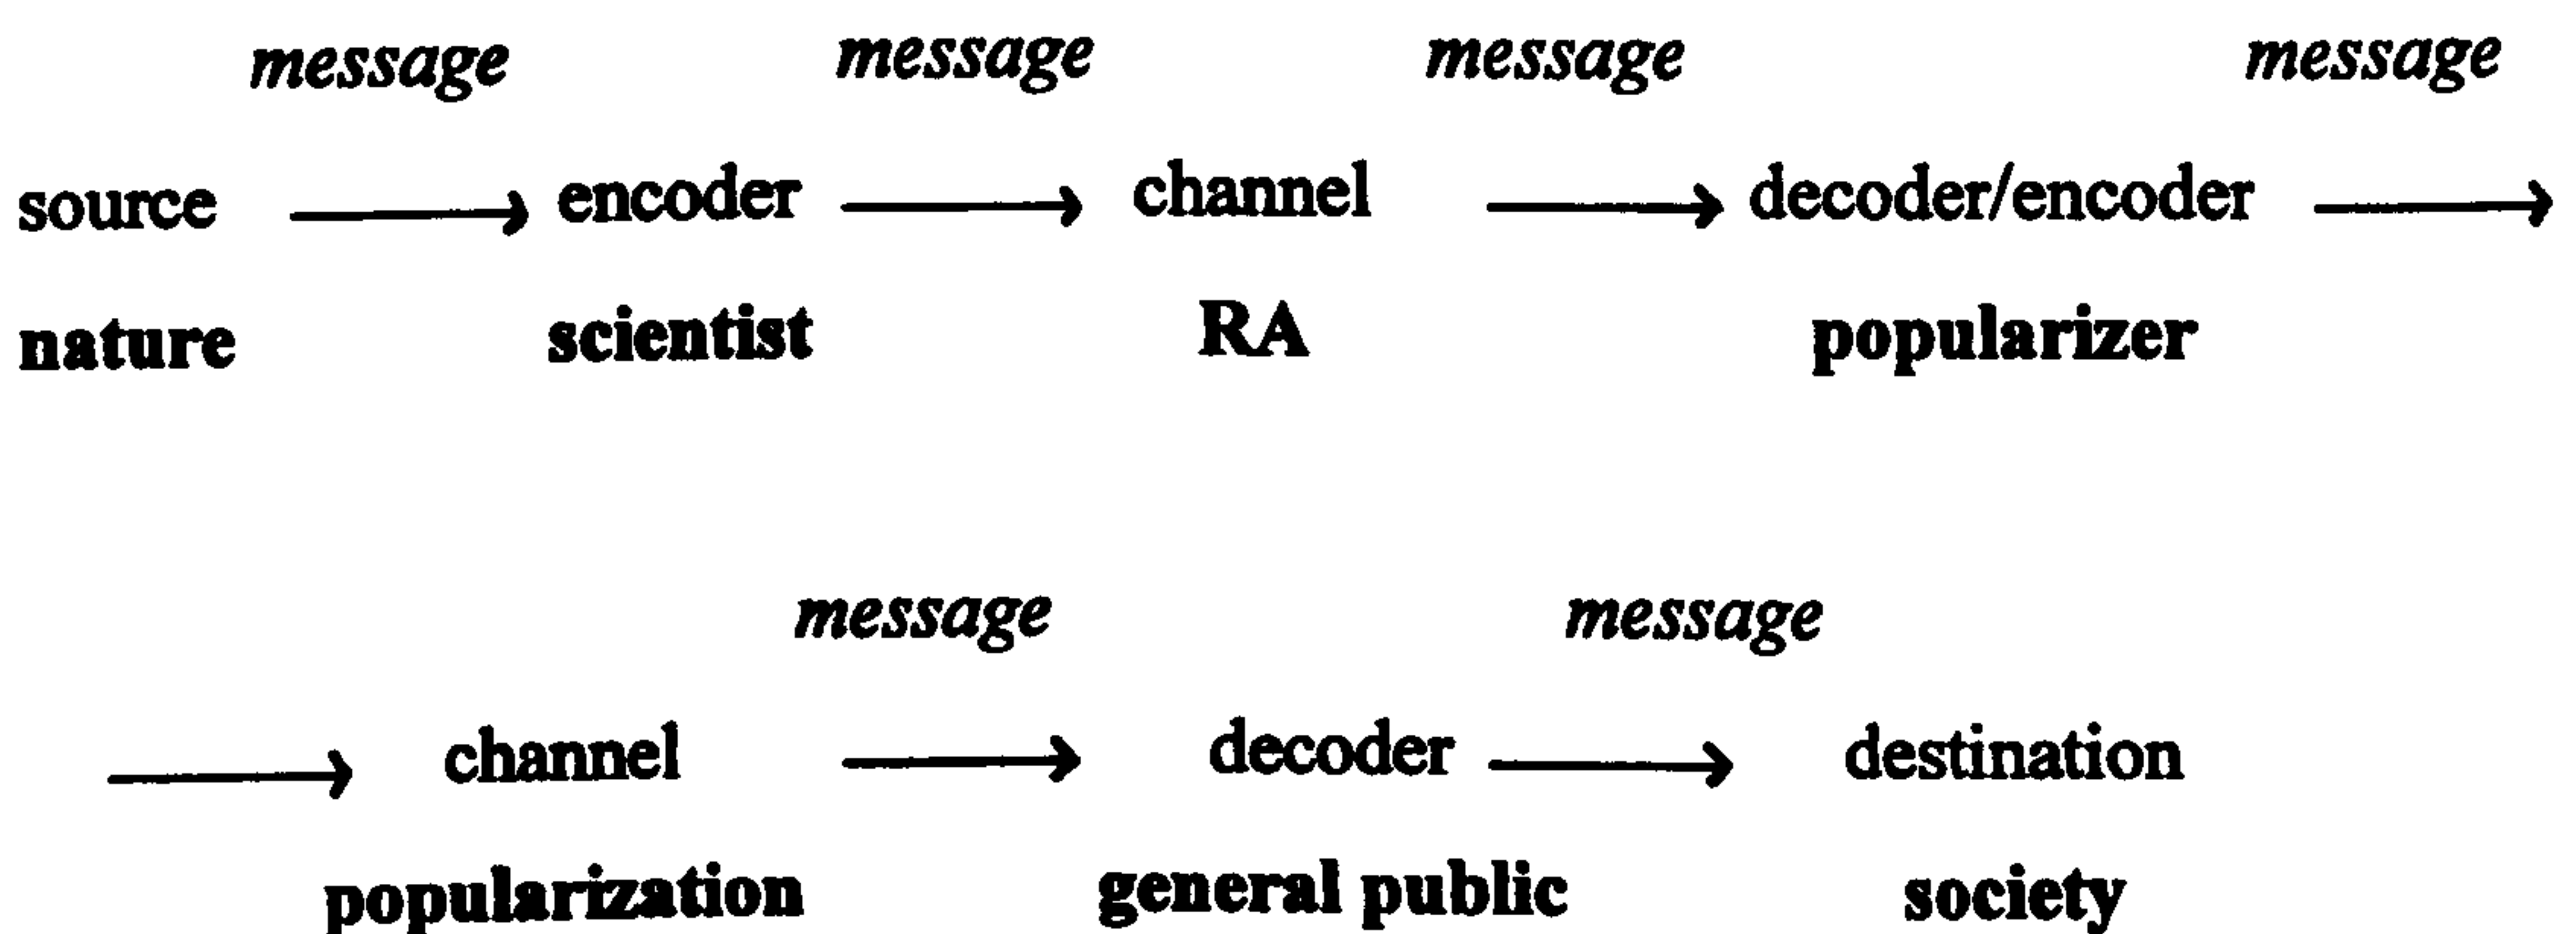 message message message message
source encoder channel decoder/encoder
nature scientist RA popularizer
message message
channel decoder destination
popularization general public society